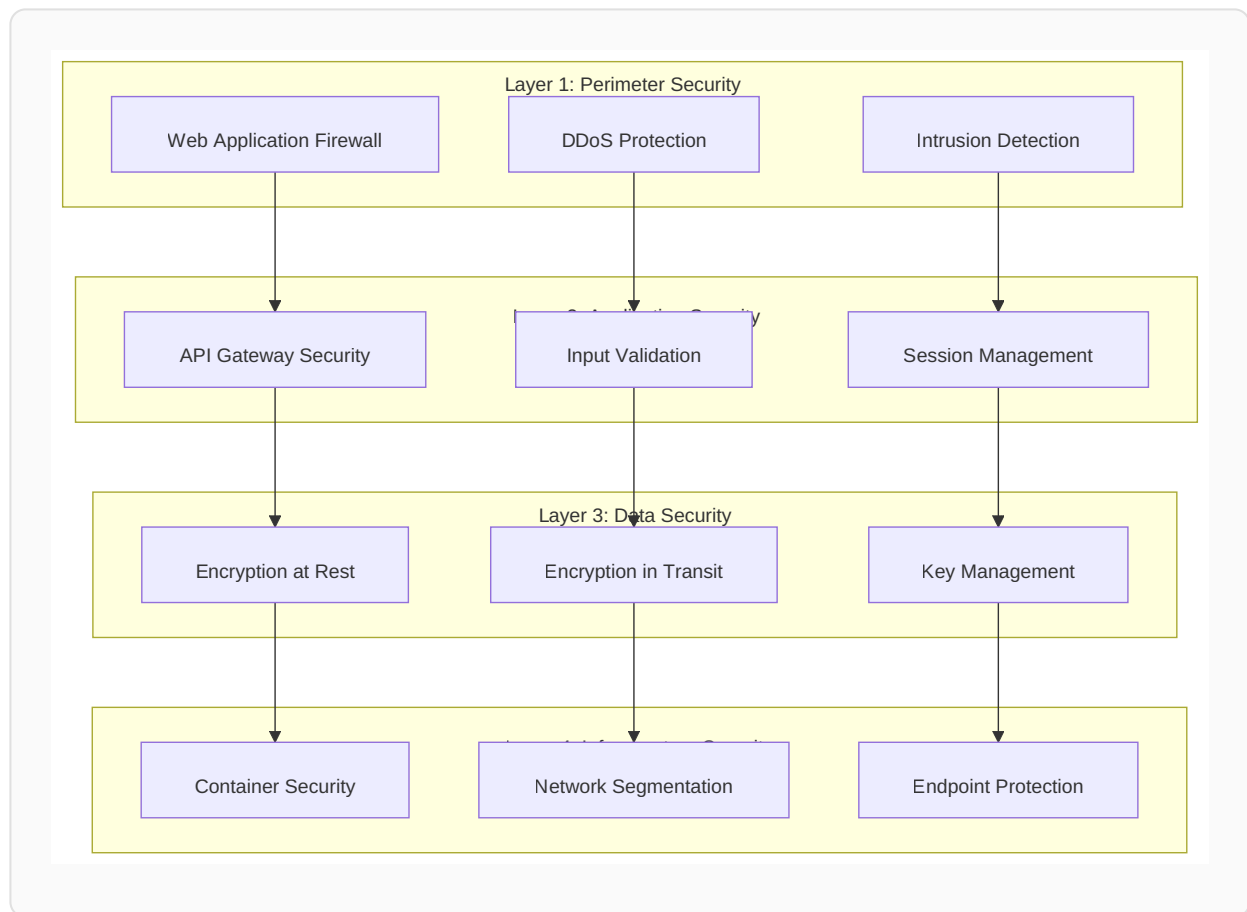 Layer 1: Perimeter Security
Web Application Firewall
DDoS Protection
Intrusion Detection
API Gateway Security
Input Validation
Session Management
Layer 3: Data Security
Encryption at Rest
Encryption in Transit
Key Management
Container Security
Network Segmentation
Endpoint Protection